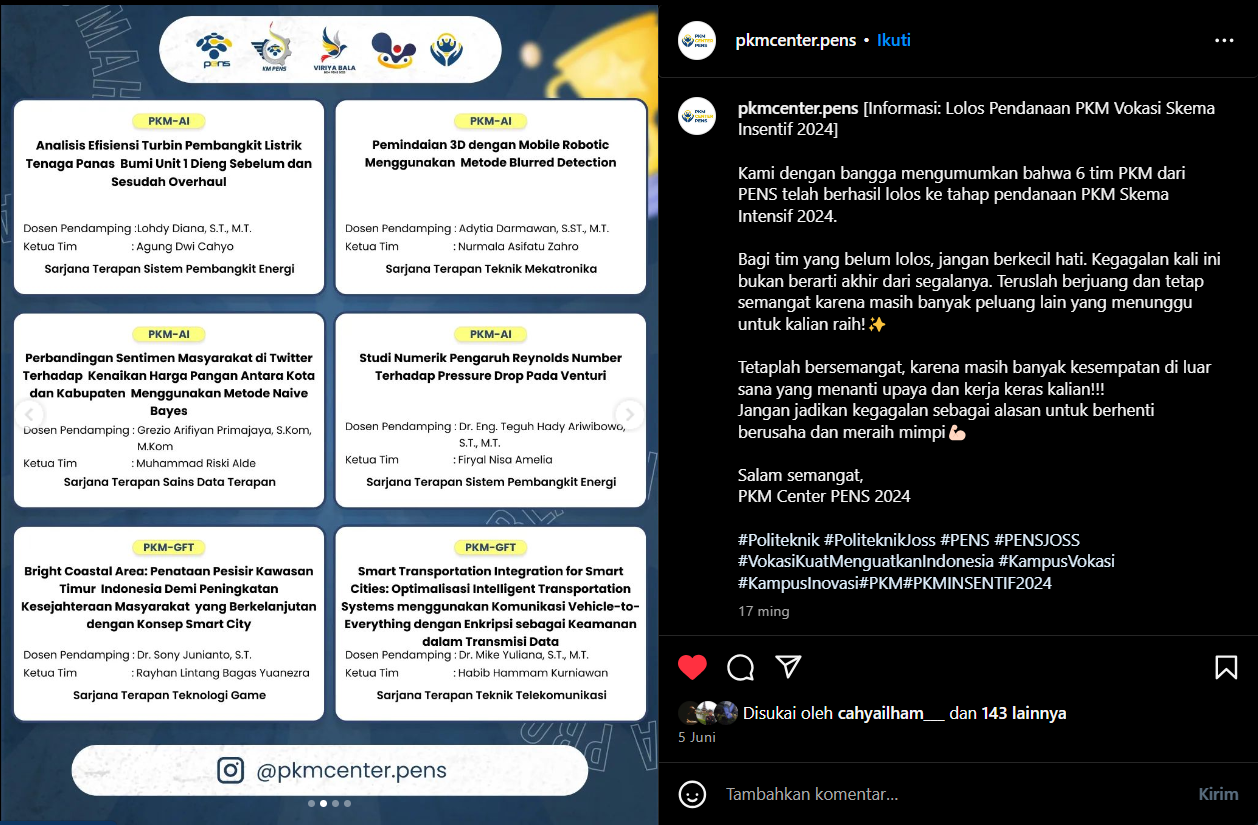 pens
KM PENS
VIRIYA BALA
PKM-AI
Analisis Efisiensi Turbin Pembangkit Listrik
Tenaga Panas Bumi Unit 1 Dieng Sebelum dan
Sesudah Overhaul
Dosen Pendamping :Lohdy Diana, S.T., M.T.
Ketua Tim : Agung Dwi Cahyo
Sarjana Terapan Sistem Pembangkit Energi
PKM-AI
Pemindaian 3D dengan Mobile Robotic
Menggunakan Metode Blurred Detection
Dosen Pendamping : Adytia Darmawan, S.ST., M.T.
Ketua Tim : Nurmala Asifatu Zahro
Sarjana Terapan Teknik Mekatronika
PKM-AI
Perbandingan Sentimen Masyarakat di Twitter
Terhadap Kenaikan Harga Pangan Antara Kota
dan Kabupaten Menggunakan Metode Naive
Bayes
Dosen Pendamping : Grezio Arifiyan Primajaya, S.Kom,
M.Kom
Ketua Tim : Muhammad Riski Alde
Sarjana Terapan Sains Data Terapan
PKM-AI
Studi Numerik Pengaruh Reynolds Number
Terhadap Pressure Drop Pada Venturi
Dosen Pendamping : Dr. Eng. Teguh Hady Ariwibowo,
S.T., M.T.
Ketua Tim : Firyal Nisa Amelia
Sarjana Terapan Sistem Pembangkit Energi
PKM-GFT
Bright Coastal Area: Penataan Pesisir Kawasan
Timur Indonesia Demi Peningkatan
Kesejahteraan Masyarakat yang Berkelanjutan
dengan Konsep Smart City
Dosen Pendamping : Dr. Sony Junianto, S.T.
Ketua Tim : Rayhan Lintang Bagas Yuanezra
Sarjana Terapan Teknologi Game
PKM-GFT
Smart Transportation Integration for Smart
Cities: Optimalisasi Intelligent Transportation
Systems menggunakan Komunikasi Vehicle-to-
Everything dengan Enkripsi sebagai Keamanan
dalam Transmisi Data
Dosen Pendamping : Dr. Mike Yuliana, S.T., M.T.
Ketua Tim : Habib Hammam Kurniawan
Sarjana Terapan Teknik Telekomunikasi
@pkmcenter.pens
pkmcenter.pens • Ikuti
pkmcenter.pens [Informasi: Lolos Pendanaan PKM Vokasi Skema
Insentif 2024]
Kami dengan bangga mengumumkan bahwa 6 tim PKM dari
PENS telah berhasil lolos ke tahap pendanaan PKM Skema
Intensif 2024.
Bagi tim yang belum lolos, jangan berkecil hati. Kegagalan kali ini
bukan berarti akhir dari segalanya. Teruslah berjuang dan tetap
semangat karena masih banyak peluang lain yang menunggu
untuk kalian raih!✨
Tetaplah bersemangat, karena masih banyak kesempatan di luar
sana yang menanti upaya dan kerja keras kalian!!!
Jangan jadikan kegagalan sebagai alasan untuk berhenti
berusaha dan meraih mimpi💪🏻
Salam semangat,
PKM Center PENS 2024
#Politeknik #PoliteknikJoss #PENS #PENSJOSS
#VokasiKuatMenguatkanIndonesia #KampusVokasi
#KampusInovasi#PKM#PKMINSENTIF2024
17 ming
Disukai oleh cahyailham___ dan 143 lainnya
5 Juni
Tambahkan komentar...
Kirim